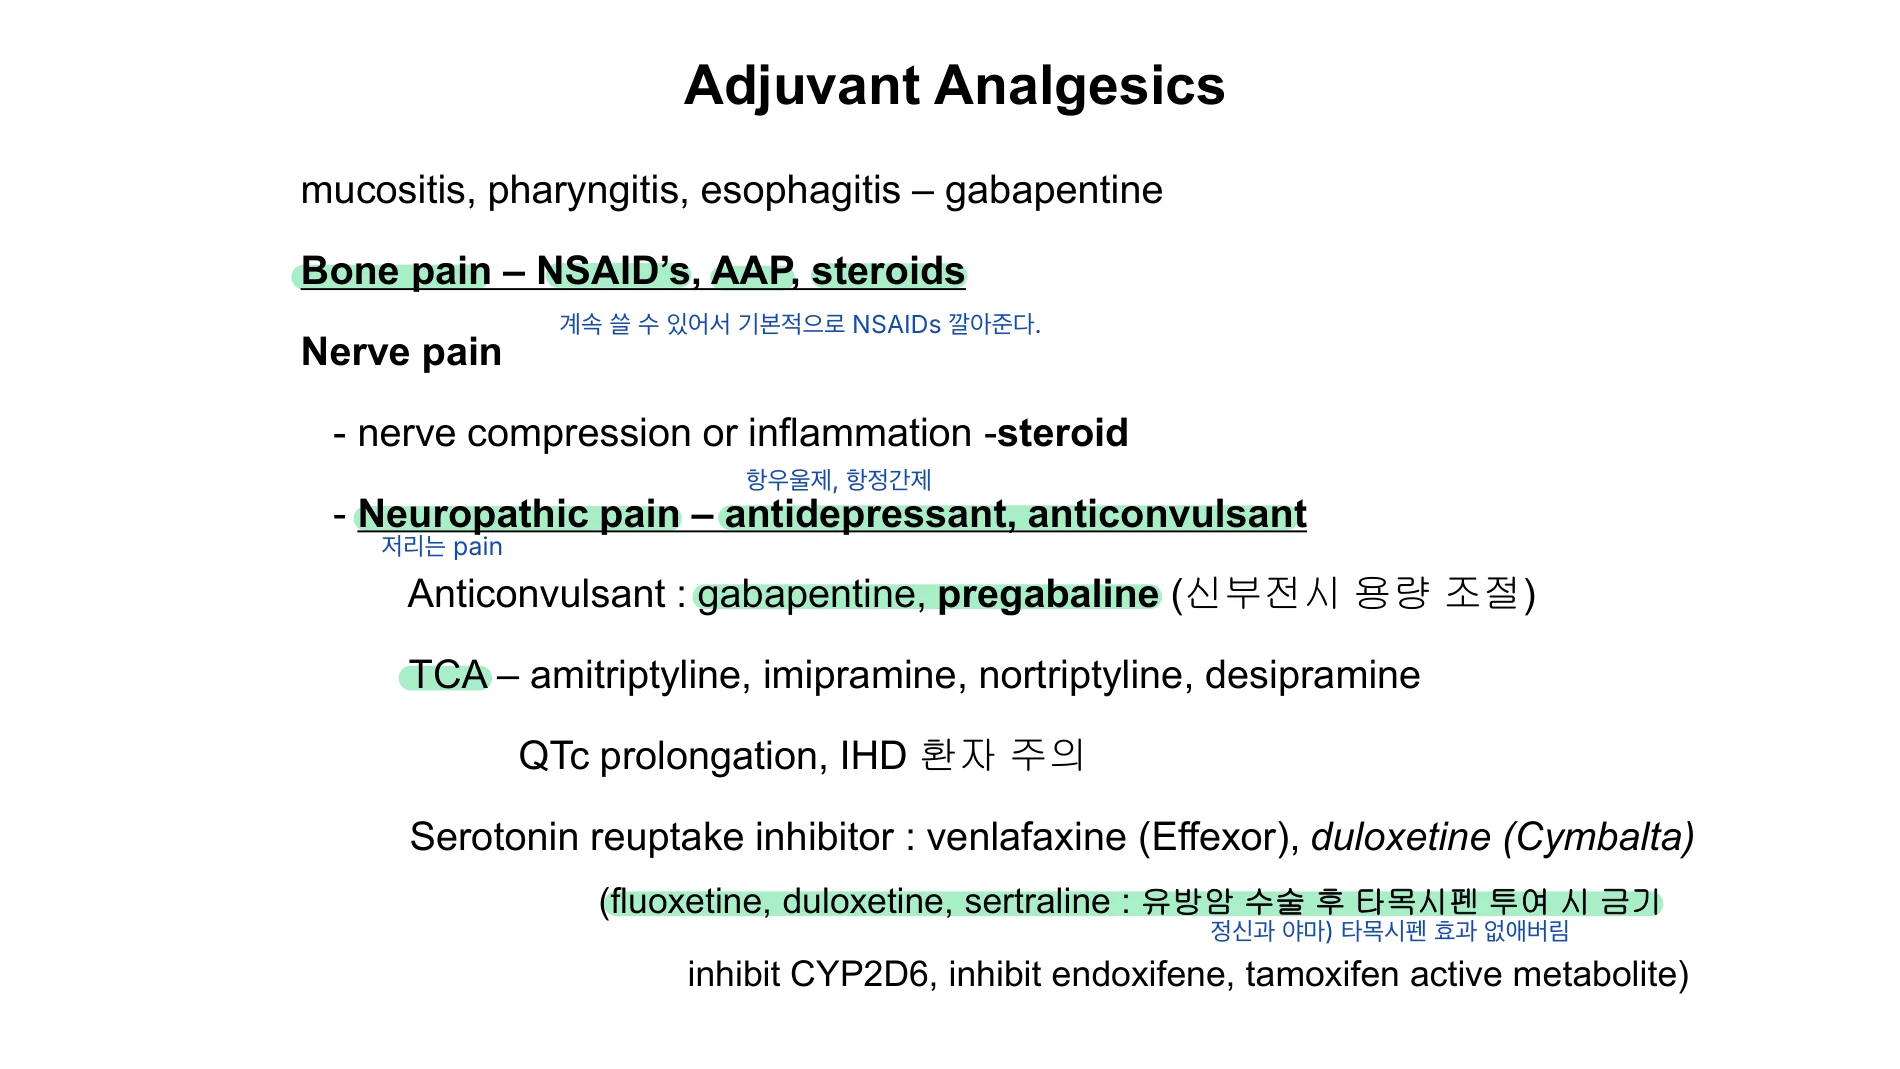 Adjuvant Analgesics
mucositis, pharyngitis, esophagitis – gabapentine
Bone pain – NSAID’s, AAP, steroids
계속 쓸 수 있어서 기본적으로 NSAIDs 깔아준다.
Nerve pain
- nerve compression or inflammation -steroid
항우울제, 항정간제
- Neuropathic pain – antidepressant, anticonvulsant
저리는 pain
Anticonvulsant : gabapentine, pregabaline (신부전시 용량 조절)
TCA – amitriptyline, imipramine, nortriptyline, desipramine
QTc prolongation, IHD 환자 주의
Serotonin reuptake inhibitor : venlafaxine (Effexor), duloxetine (Cymbalta)
(fluoxetine, duloxetine, sertraline : 유방암 수술 후 타목시펜 투여 시 금기
정신과 야마) 타목시펜 효과 없애버림
inhibit CYP2D6, inhibit endoxifene, tamoxifen active metabolite)